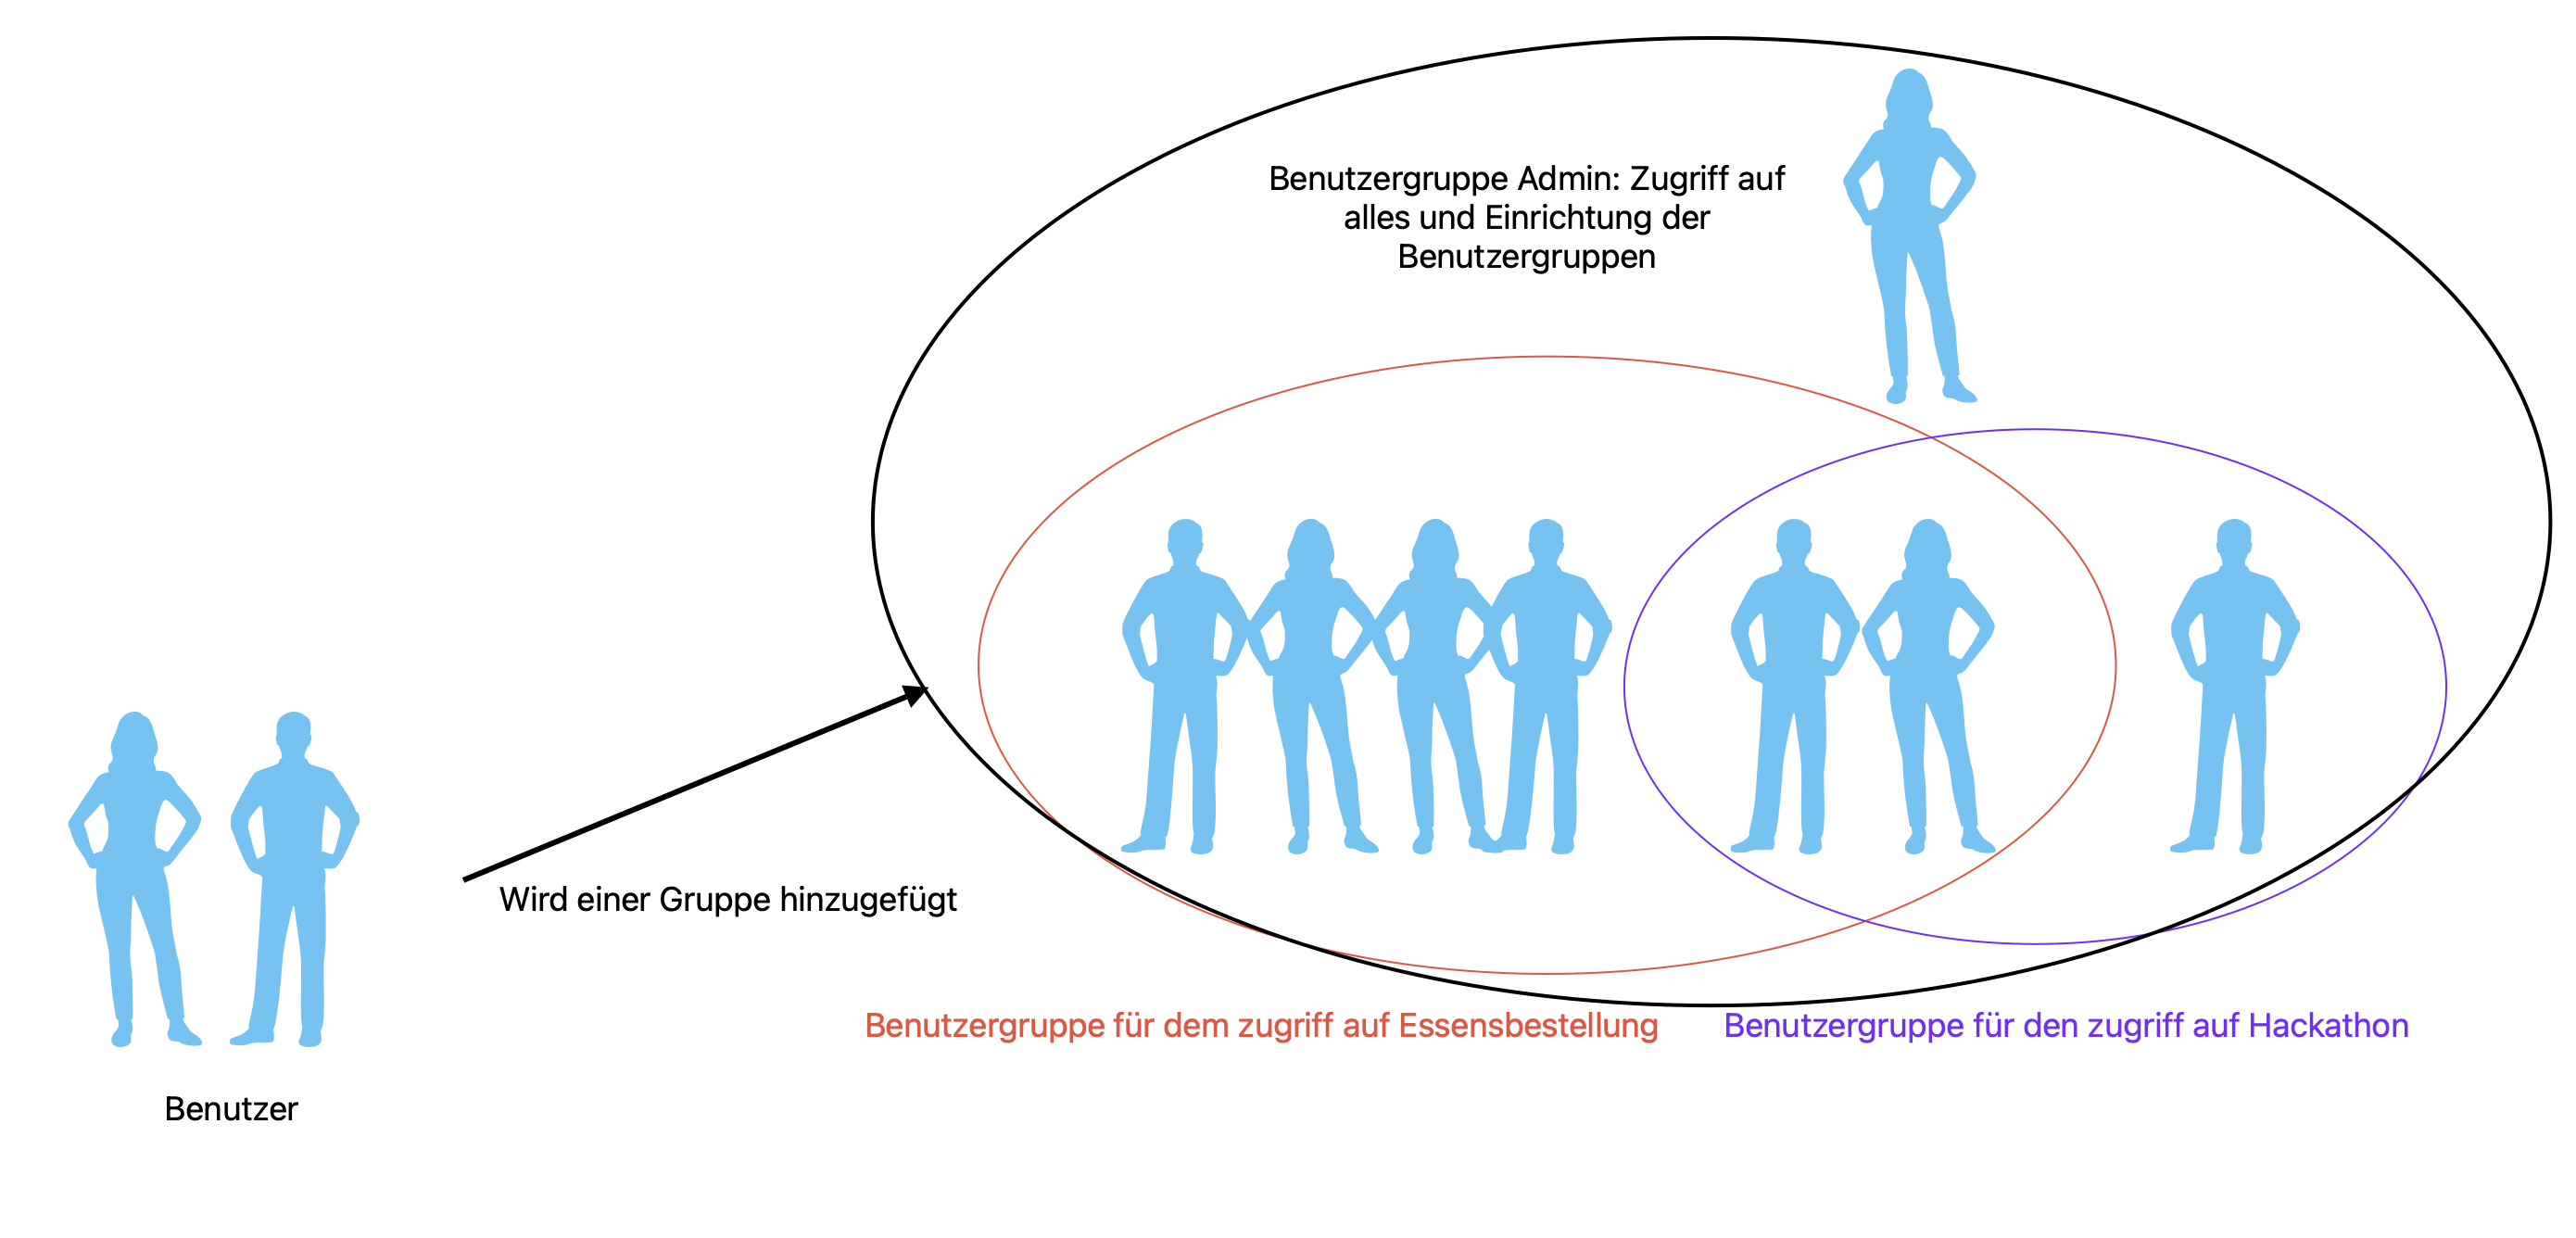 Benutzergruppe Admin: Zugriff auf
alles und Einrichtung der
Benutzergruppen
Wird einer Gruppe hinzugefügt
Benutzergruppe für dem zugriff auf Essensbestellung
Benutzergruppe für den zugriff auf Hackathon
Benutzer